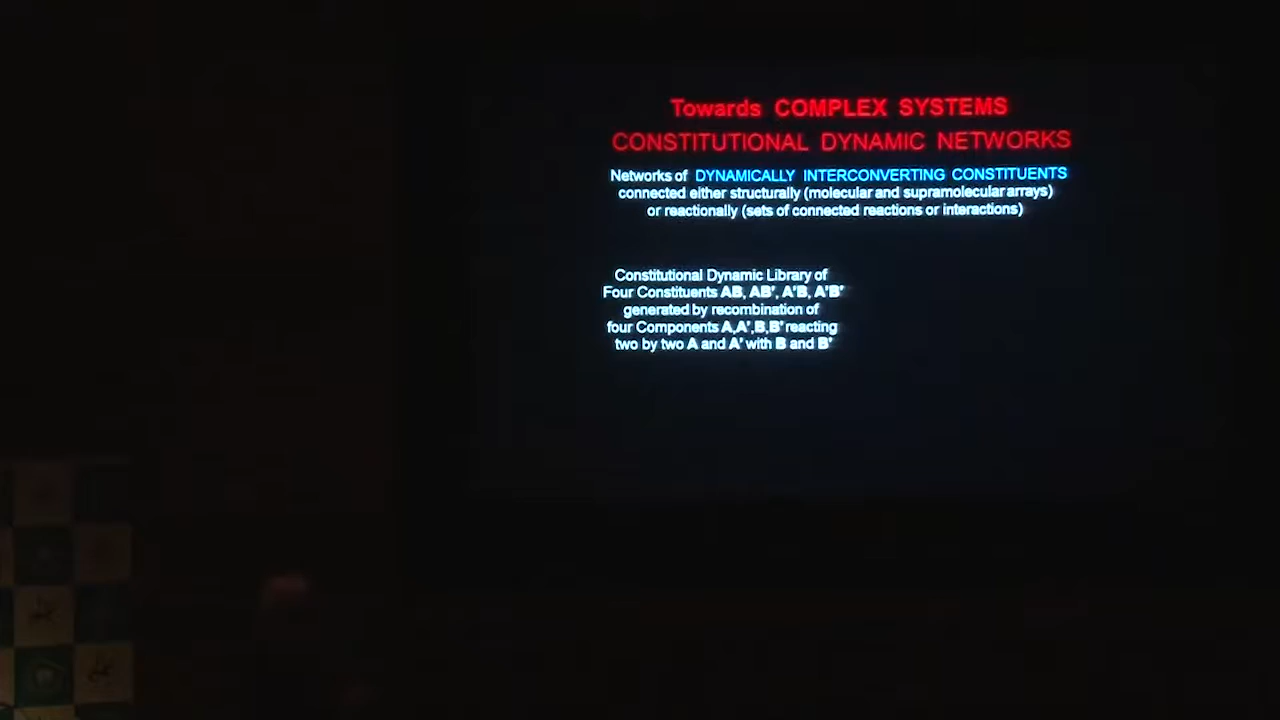 Towards COMPLEX SYSTEMS
CONSTITUTIONAL DYNAMIC NETWORKS
Networks of DYNAMICALLY INTERCONVERTING CONSTITUENTS
connected either structurally (molecular and supramolecular arrays)
or reactionally (sets of connected reactions or interactions)
Constitutional Dynamic Library of
Four Constituents AB, AB', A'B, A'B'
generated by recombination of
four Components A,A',B,B' reacting
two by two A and A' with B and B'